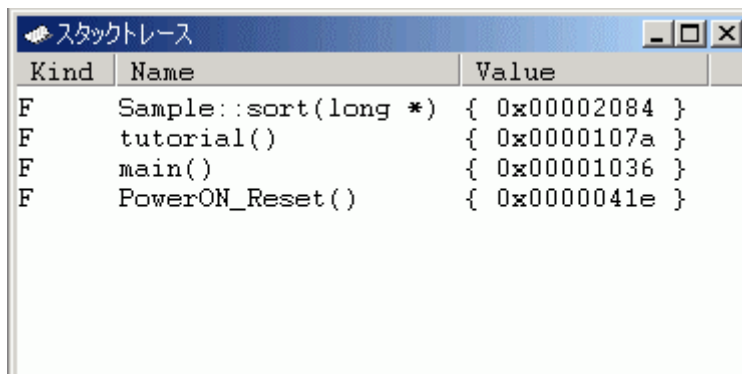 スタックトレース
Kind Name Value
F Sample::sort(long *) { 0x00002084 }
F tutorial() { 0x0000107a }
F main() { 0x00001036 }
F PowerON_Reset() { 0x0000041e }